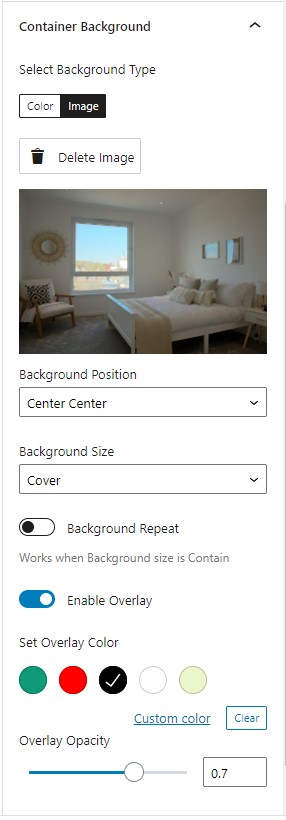 Container Background
Select Background Type
Color Image
Delete Image
Background Position
Center Center
Background Size
Cover
Background Repeat
Works when Background size is Contain
Enable Overlay
Set Overlay Color
Custom color Clear
Overlay Opacity
0.7